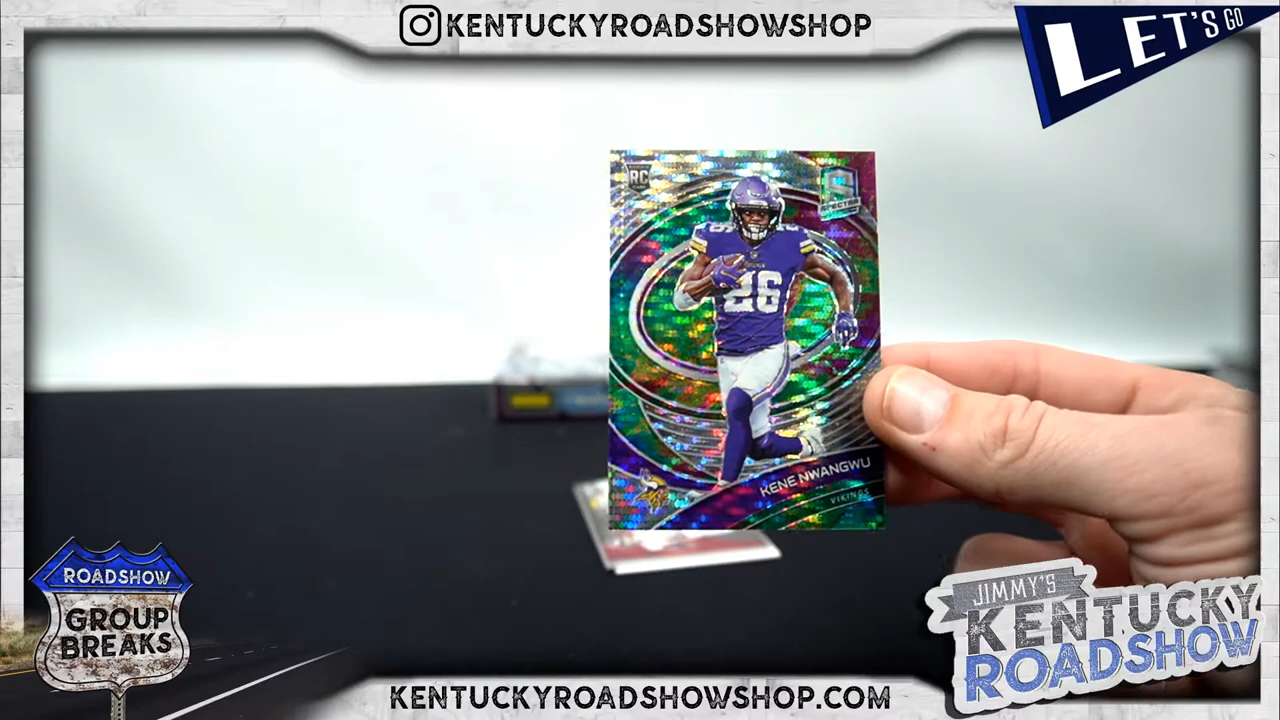 KENTUCKYROADSHOWSHOP
LET'S GO
RC
SPECTRA
26
KENE NWANGWU
VIKINGS
ROADSHOW
GROUP
BREAKS
JIMMY'S
KENTUCKY
ROADSHOW
KENTUCKYROADSHOWSHOP.COM